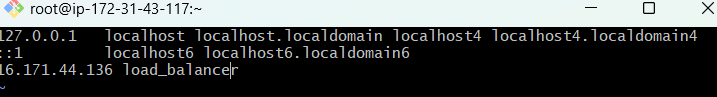 root@ip-172-31-43-117:~
127.0.0.1   localhost localhost.localdomain localhost4 localhost4.localdomain4
::1         localhost6 localhost6.localdomain6
16.171.44.136 load_balancer
~